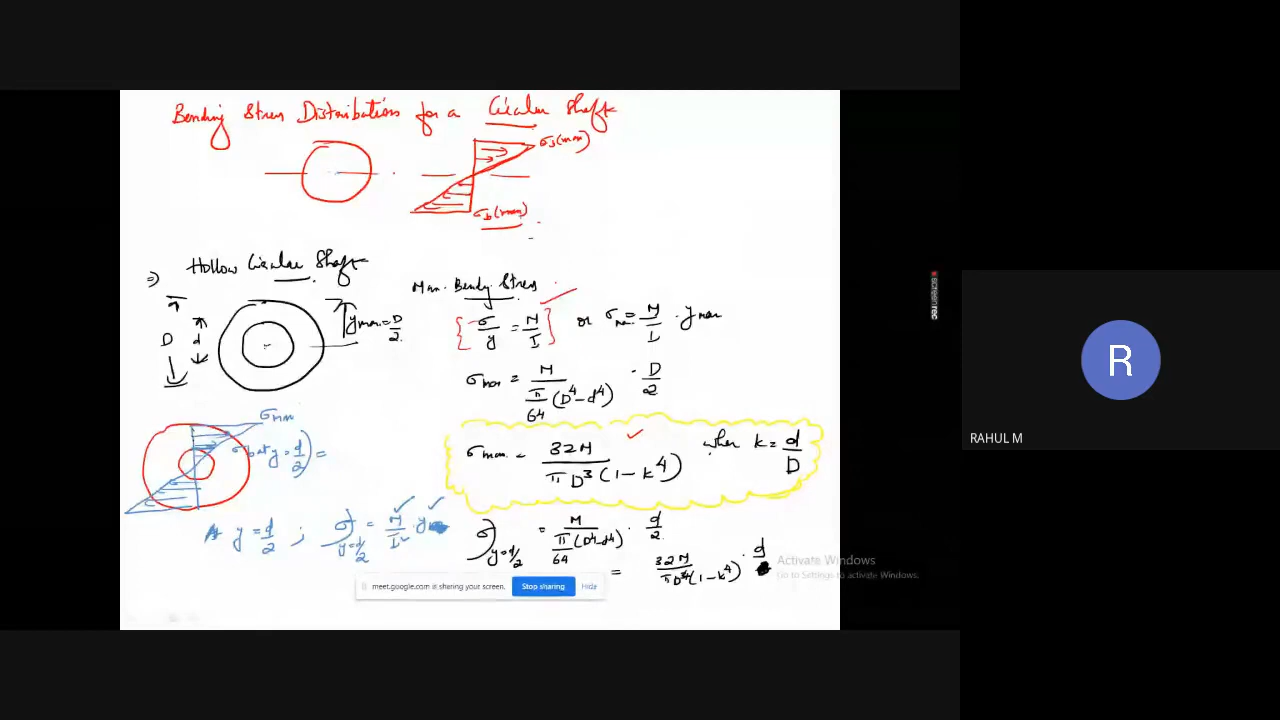 Bending Stress Distribution for a Circular Shaft
σb(max)
σb(max)
⇒ Hollow Circular Shaft
D d ymax = D/2
Max. Bending Stress
[σ/y = M/I] or σmax = M/I · ymax
σmax = M / (π/64 (D⁴-d⁴)) · D/2
σmax = 32M / (πD³(1-k⁴)) when k = d/D
σmax
σb at y = d/2) =
y = d/2 ; σ)y=d/2 = M/I · y
σ)y=d/2 = M / (π/64 (D⁴-d⁴)) · d/2
= 32M / (πD⁴(1-k⁴)) · d
meet.google.com is sharing your screen. Stop sharing Hide
Activate Windows
Go to Settings to activate Windows.
screenrec
R
RAHUL M